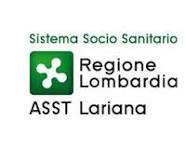 Sistema Socio Sanitario
Regione
Lombardia
ASST Lariana